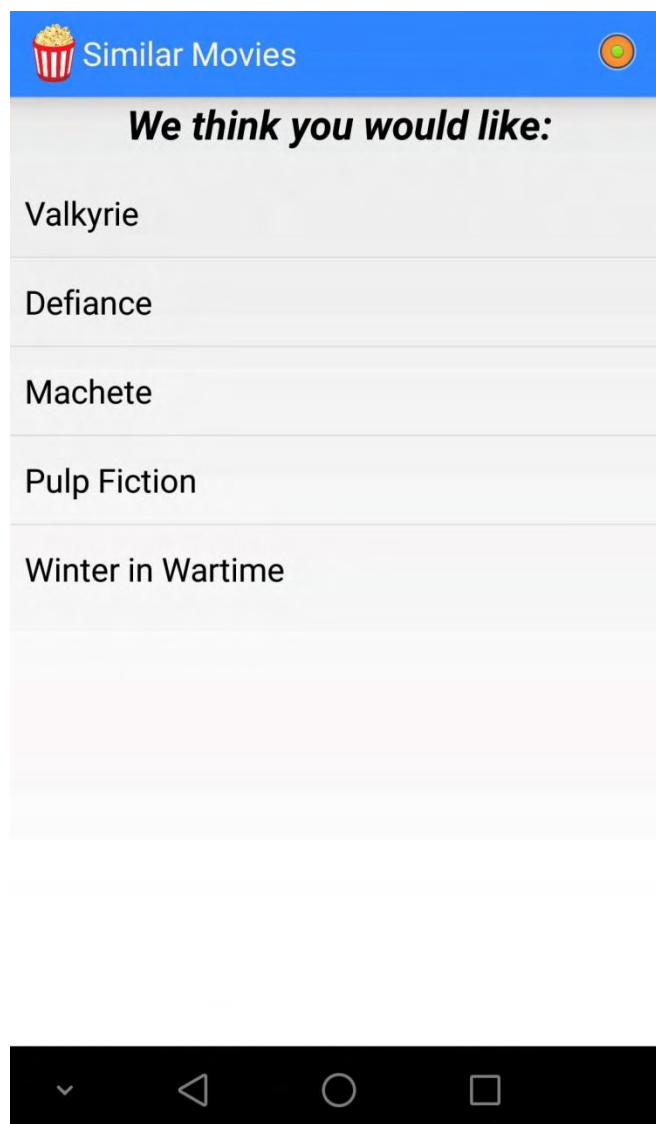 Similar Movies
We think you would like:
Valkyrie
Defiance
Machete
Pulp Fiction
Winter in Wartime